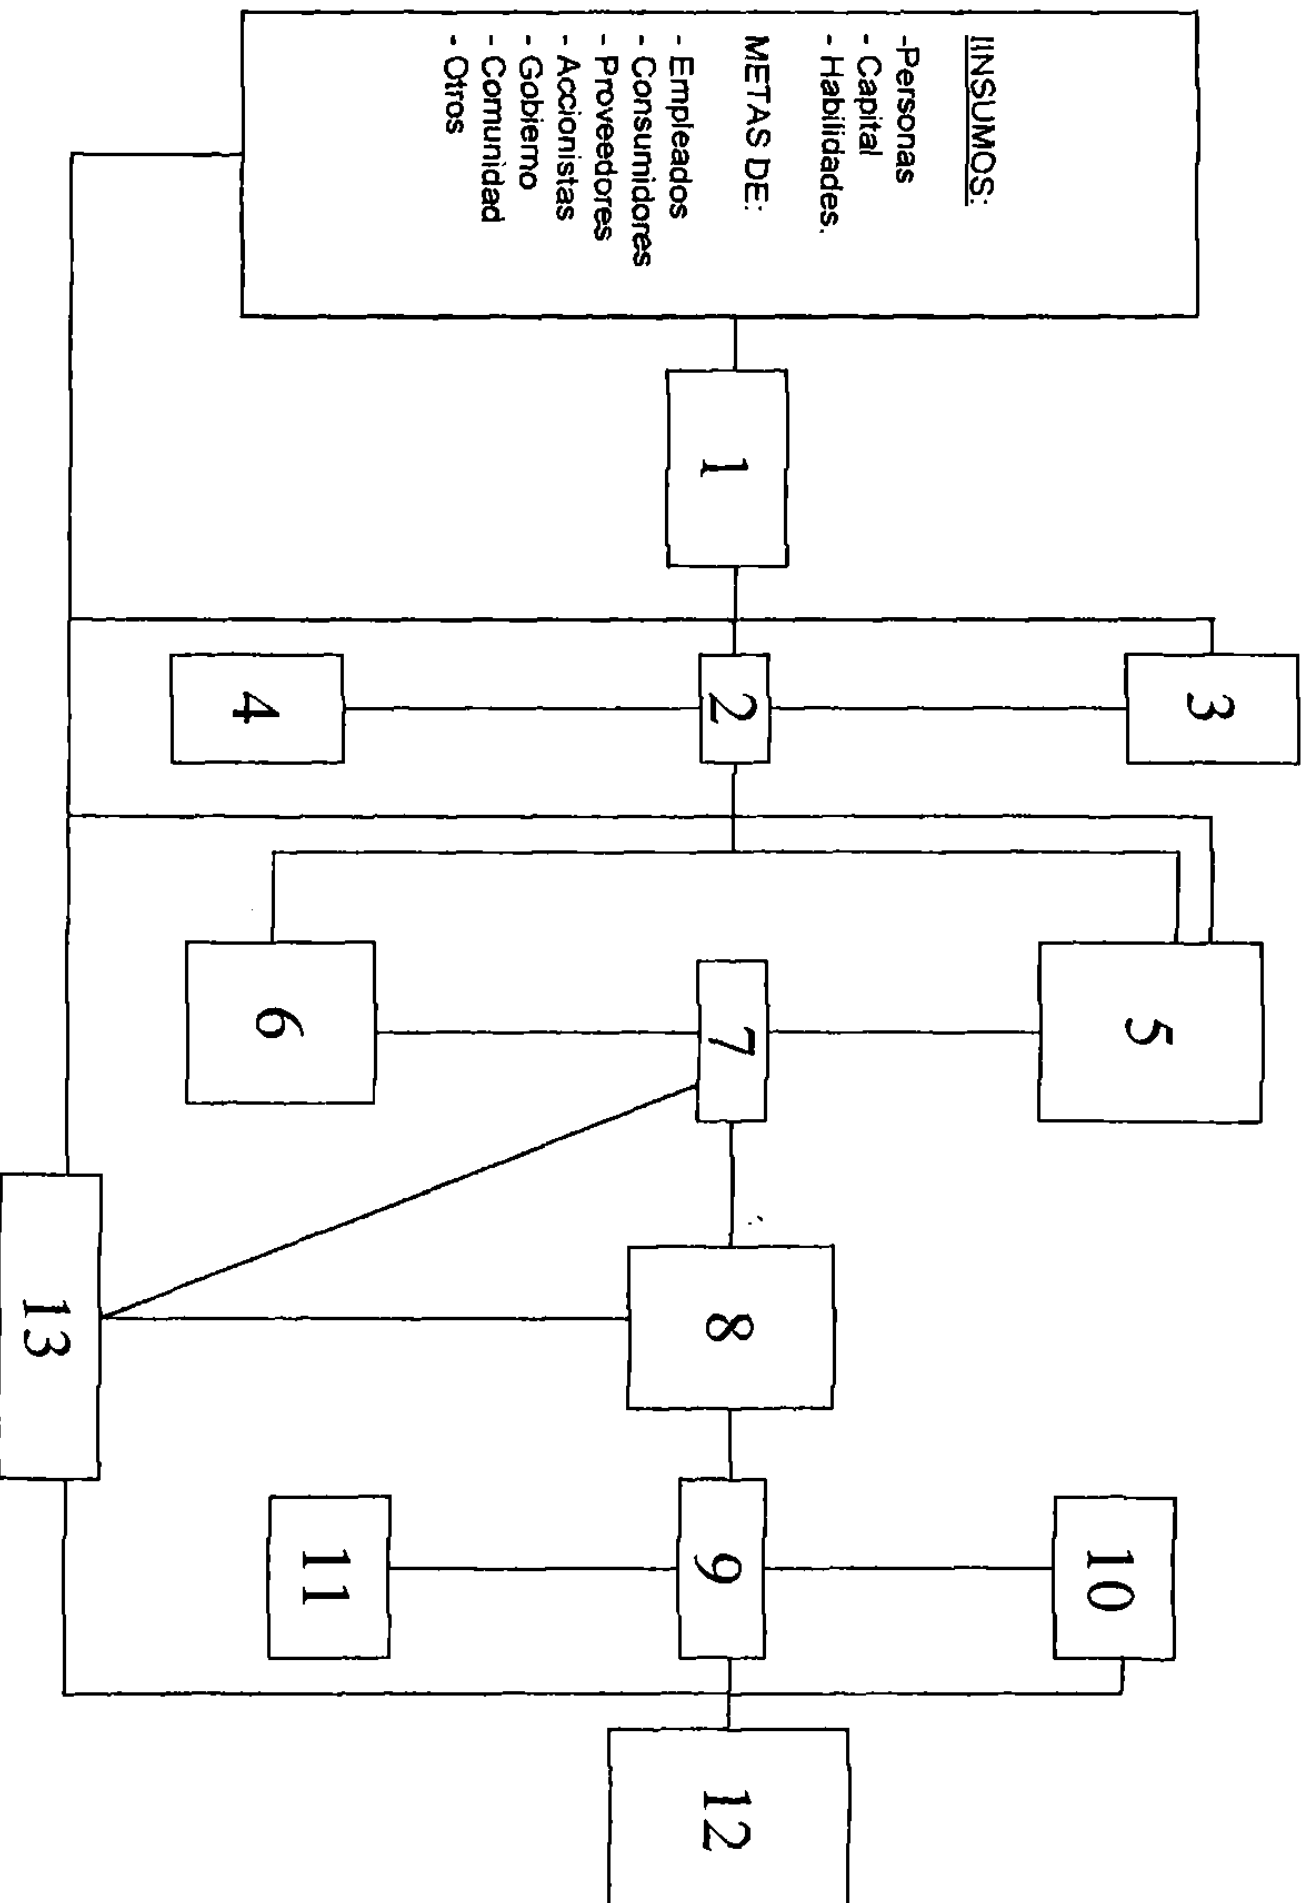 IINSUMOS:
-Personas
- Capital
- Habilidades.
METAS DE:
- Empleados
- Consumidores
- Proveedores
- Accionistas
- Gobierno
- Comunidad
- Otros
1
2
3
4
5
6
7
8
9
10
11
12
13